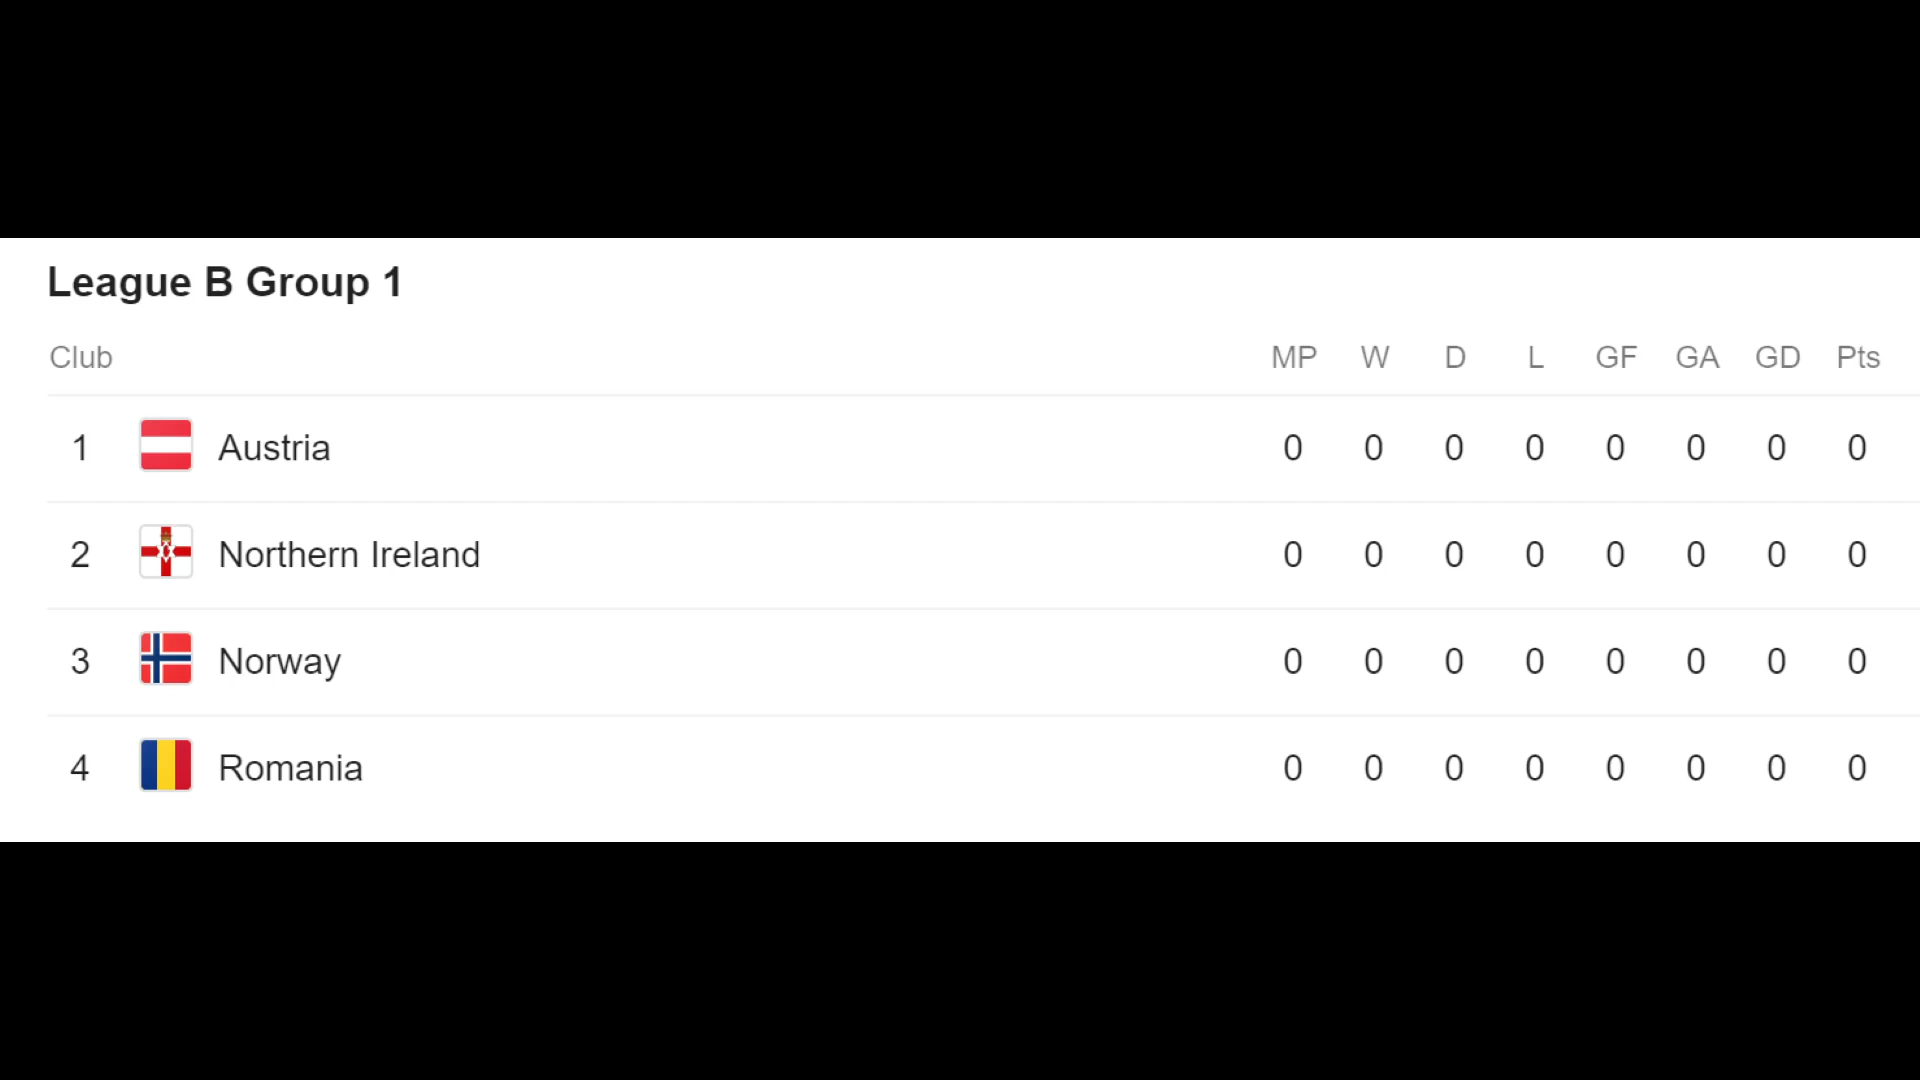 League B Group 1
Club MP W D L GF GA GD Pts
1 Austria 0 0 0 0 0 0 0 0
2 Northern Ireland 0 0 0 0 0 0 0 0
3 Norway 0 0 0 0 0 0 0 0
4 Romania 0 0 0 0 0 0 0 0